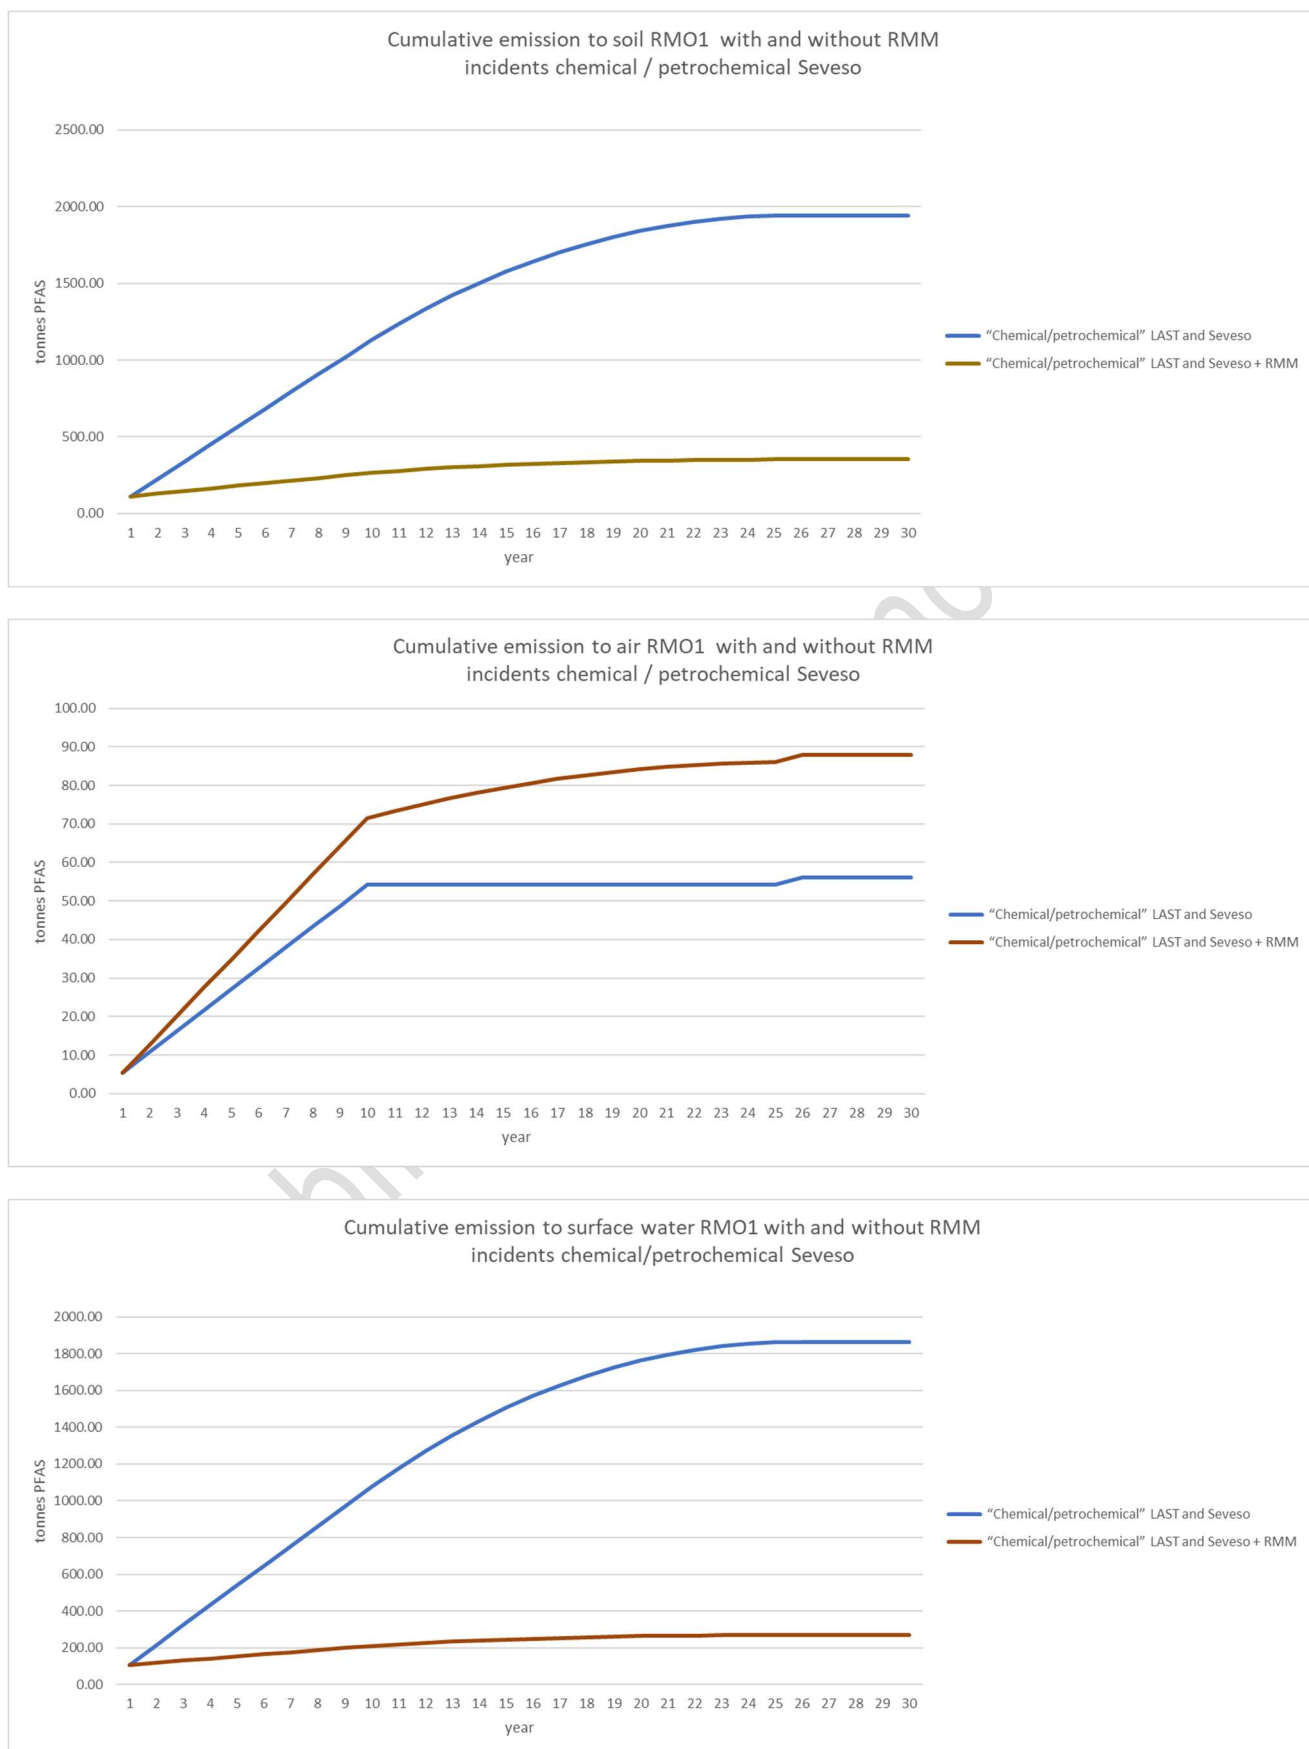 Cumulative emission to soil RMO1 with and without RMM
incidents chemical / petrochemical Seveso
2500.00
2000.00
1500.00
1000.00
500.00
0.00
tonnes PFAS
1 2 3 4 5 6 7 8 9 10 11 12 13 14 15 16 17 18 19 20 21 22 23 24 25 26 27 28 29 30
year
“Chemical/petrochemical” LAST and Seveso
“Chemical/petrochemical” LAST and Seveso + RMM
Cumulative emission to air RMO1 with and without RMM
incidents chemical / petrochemical Seveso
100.00
90.00
80.00
70.00
60.00
50.00
40.00
30.00
20.00
10.00
0.00
tonnes PFAS
1 2 3 4 5 6 7 8 9 10 11 12 13 14 15 16 17 18 19 20 21 22 23 24 25 26 27 28 29 30
year
“Chemical/petrochemical” LAST and Seveso
“Chemical/petrochemical” LAST and Seveso + RMM
Cumulative emission to surface water RMO1 with and without RMM
incidents chemical/petrochemical Seveso
2000.00
1800.00
1600.00
1400.00
1200.00
1000.00
800.00
600.00
400.00
200.00
0.00
tonnes PFAS
1 2 3 4 5 6 7 8 9 10 11 12 13 14 15 16 17 18 19 20 21 22 23 24 25 26 27 28 29 30
year
“Chemical/petrochemical” LAST and Seveso
“Chemical/petrochemical” LAST and Seveso + RMM